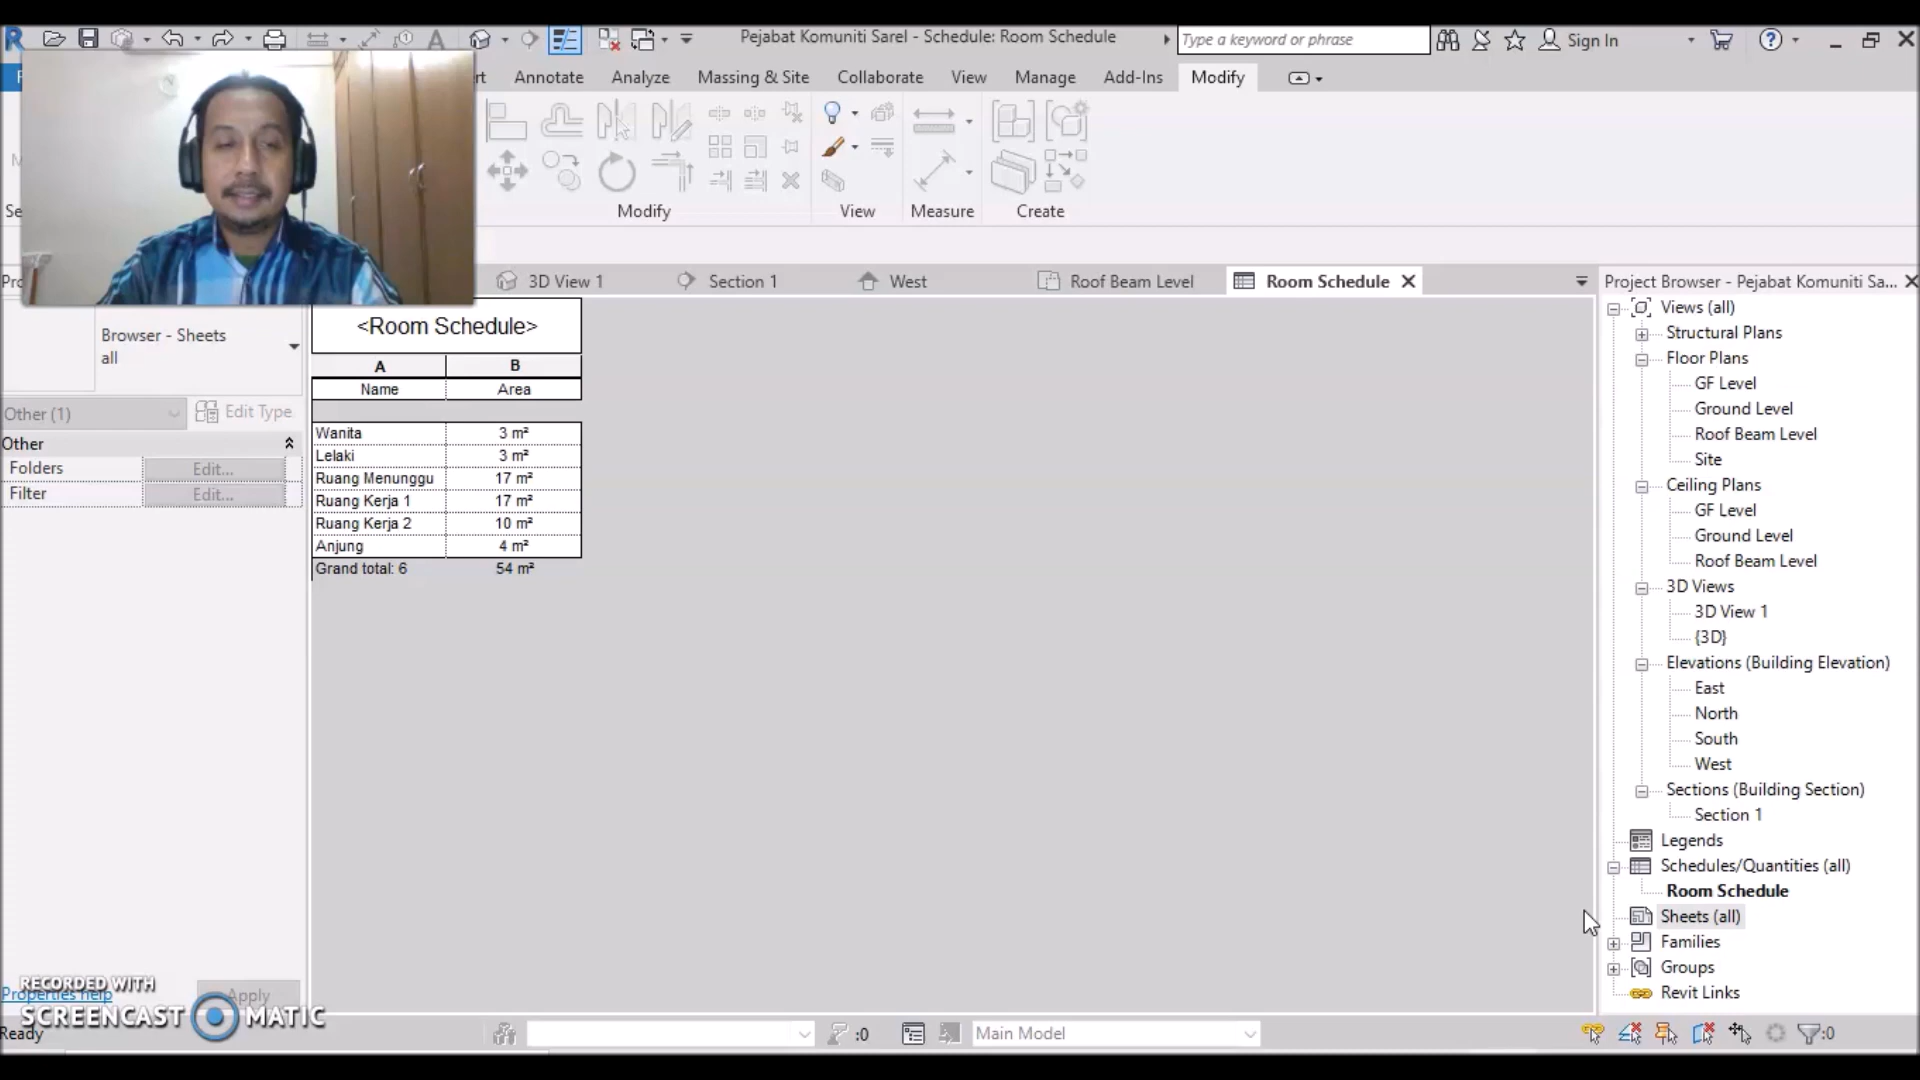 Pejabat Komuniti Sarel - Schedule: Room Schedule
Type a keyword or phrase
Sign In
Annotate Analyze Massing & Site Collaborate View Manage Add-Ins Modify
Modify View Measure Create
3D View 1 Section 1 West Roof Beam Level Room Schedule
Project Browser - Pejabat Komuniti Sa...
Browser - Sheets
all
Other (1) Edit Type
Other
Folders Edit...
Filter Edit...
<Room Schedule>
A B
Name Area
Wanita 3 m²
Lelaki 3 m²
Ruang Menunggu 17 m²
Ruang Kerja 1 17 m²
Ruang Kerja 2 10 m²
Anjung 4 m²
Grand total: 6 54 m²
Views (all)
Structural Plans
Floor Plans
GF Level
Ground Level
Roof Beam Level
Site
Ceiling Plans
GF Level
Ground Level
Roof Beam Level
3D Views
3D View 1
{3D}
Elevations (Building Elevation)
East
North
South
West
Sections (Building Section)
Section 1
Legends
Schedules/Quantities (all)
Room Schedule
Sheets (all)
Families
Groups
Revit Links
Properties help Apply
RECORDED WITH
SCREENCAST MATIC
Ready :0 Main Model :0